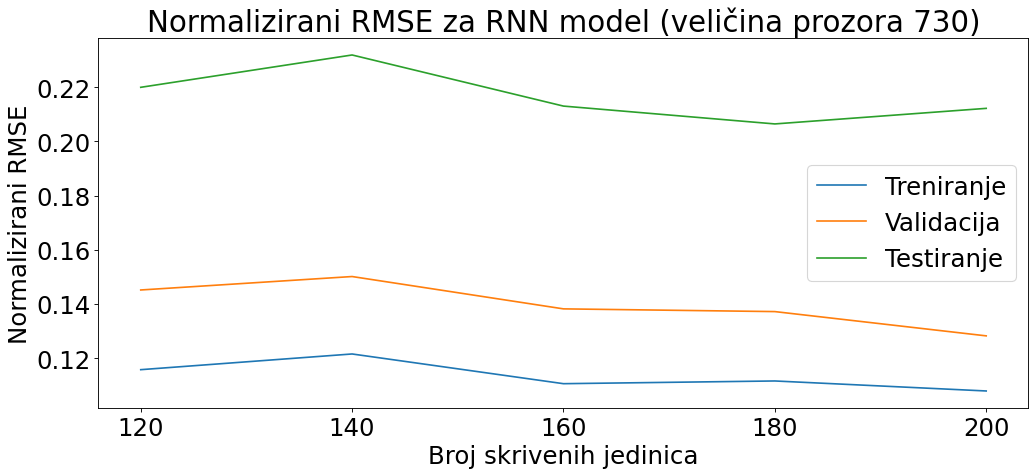 Normalizirani RMSE za RNN model (veličina prozora 730)
Normalizirani RMSE
0.22
0.20
0.18
0.16
0.14
0.12
Treniranje
Validacija
Testiranje
120 140 160 180 200
Broj skrivenih jedinica